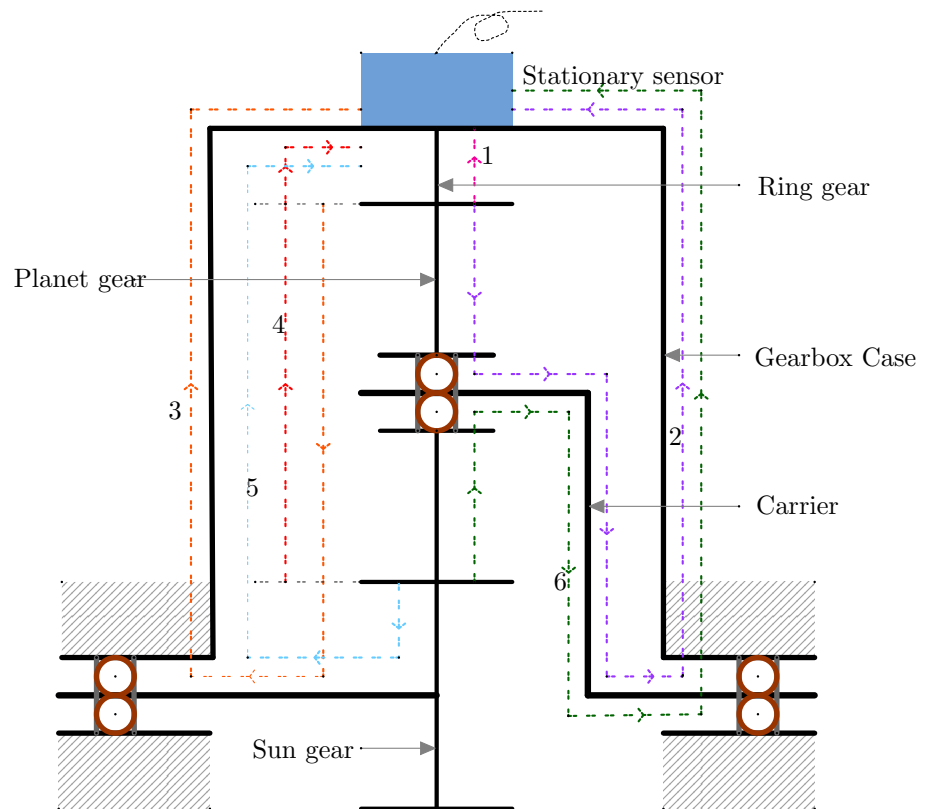 Stationary sensor
1
Ring gear
Planet gear
4
Gearbox Case
3
2
5
Carrier
6
Sun gear